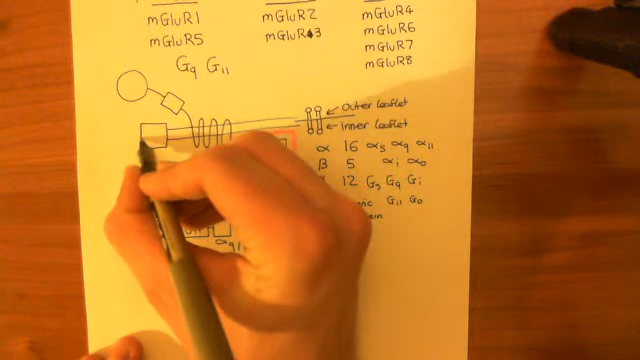 mGluR1 mGluR2 mGluR4
mGluR5 mGluR3 mGluR6
mGluR7
mGluR8
Gq G11
Outer leaflet
Inner leaflet
α 16 αs αq α11
β 5 αi αo
12 Gs Gq Gi
G11 Go
αq/